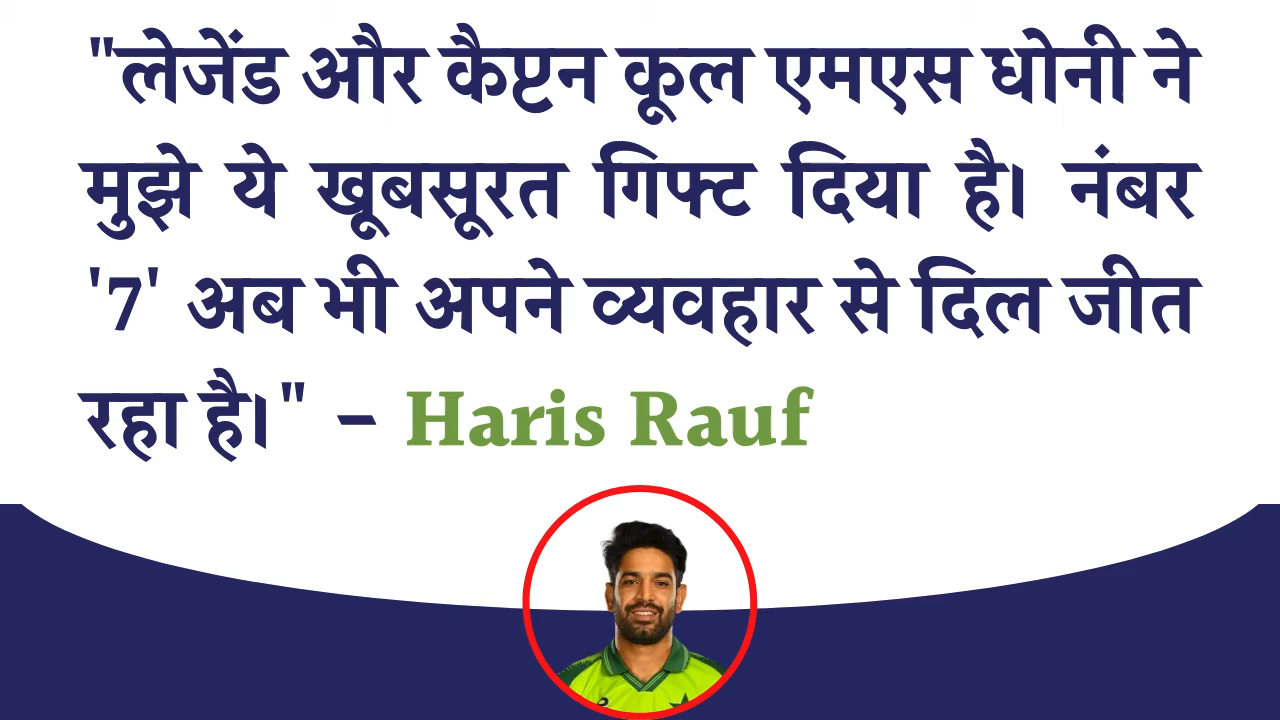 "लेजेंड और कैप्टन कूल एमएस धोनी ने
मुझे ये खूबसूरत गिफ्ट दिया है। नंबर
'7' अब भी अपने व्यवहार से दिल जीत
रहा है।" – Haris Rauf